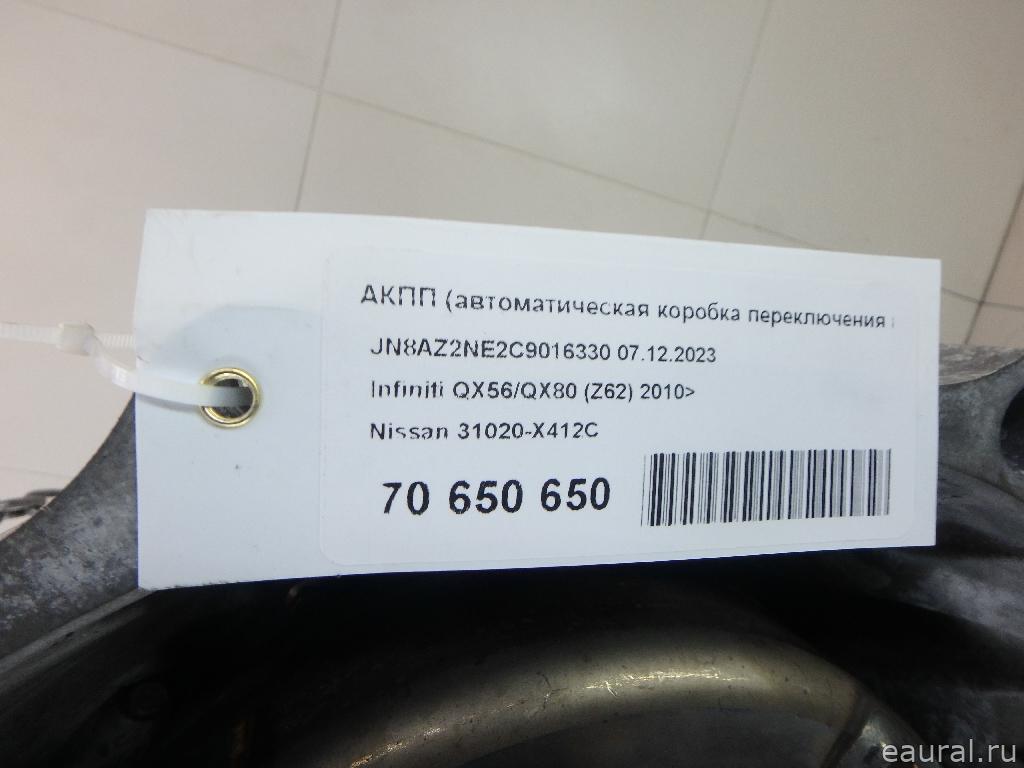 АКПП (автоматическая коробка переключения
JN8AZ2NE2C9016330 07.12.2023
Infiniti QX56/QX80 (Z62) 2010>
Nissan 31020-X412C
70 650 650
eaural.ru